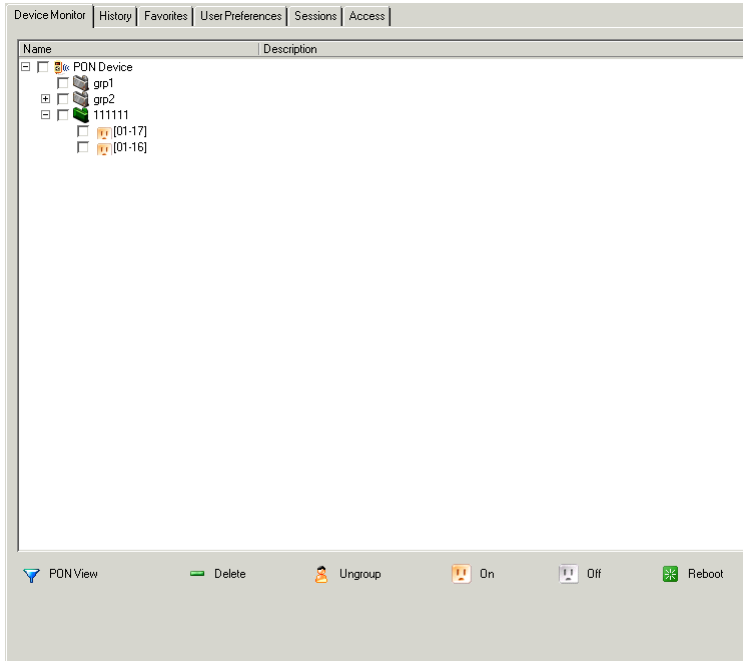 Device Monitor History Favorites User Preferences Sessions Access
Name Description
PON Device
grp1
grp2
111111
[01-17]
[01-16]
PON View Delete Ungroup On Off Reboot